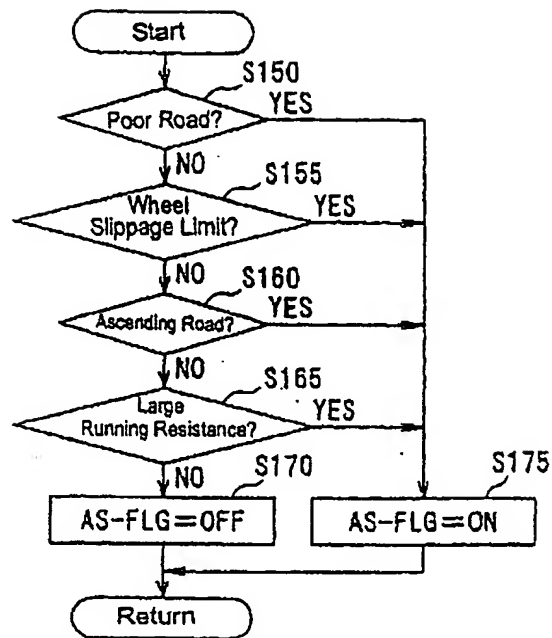 Start
S150
Poor Road?
YES
NO
S155
Wheel
Slippage Limit?
YES
NO
S160
Ascending Road?
YES
NO
S165
Large
Running Resistance?
YES
NO
S170
S175
AS-FLG=OFF
AS-FLG=ON
Return